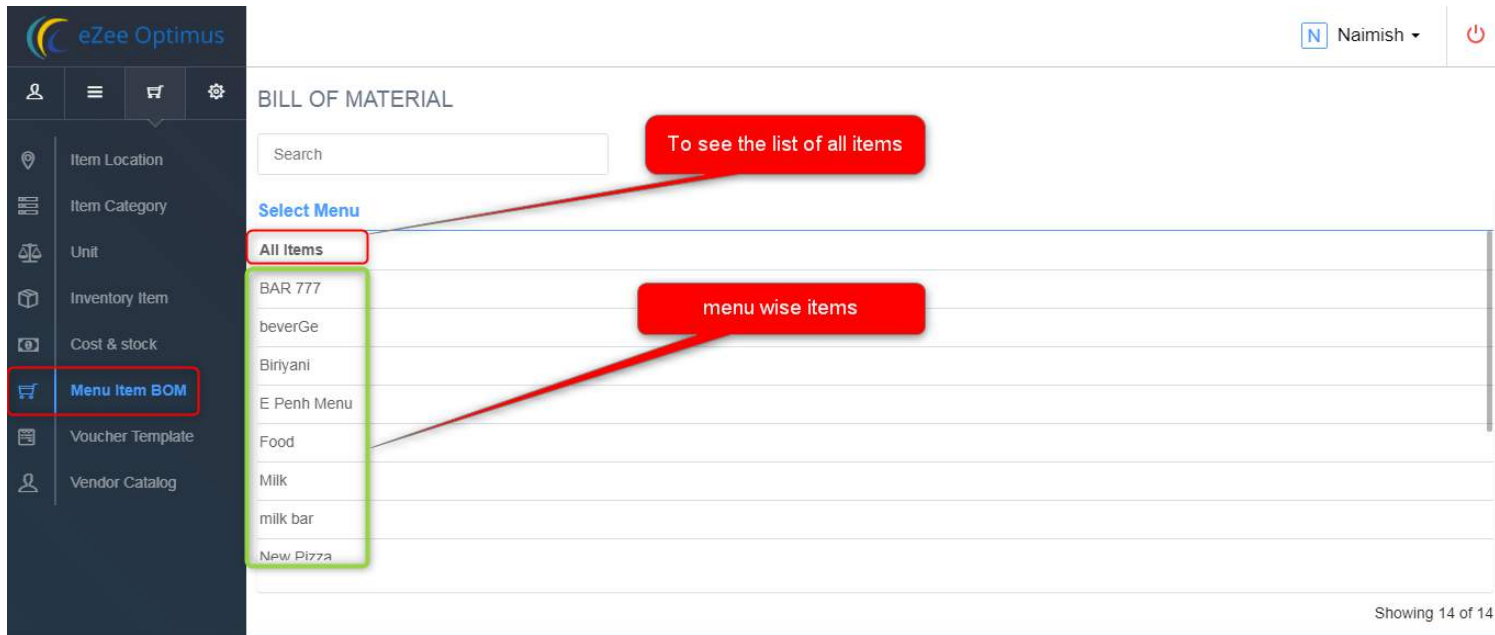 eZee Optimus
N Naimish
BILL OF MATERIAL
Search
To see the list of all items
Item Location
Item Category
Unit
Inventory Item
Cost & stock
Menu Item BOM
Voucher Template
Vendor Catalog
Select Menu
All Items
BAR 777
beverGe
Biriyani
E Penh Menu
Food
Milk
milk bar
New Pizza
menu wise items
Showing 14 of 14